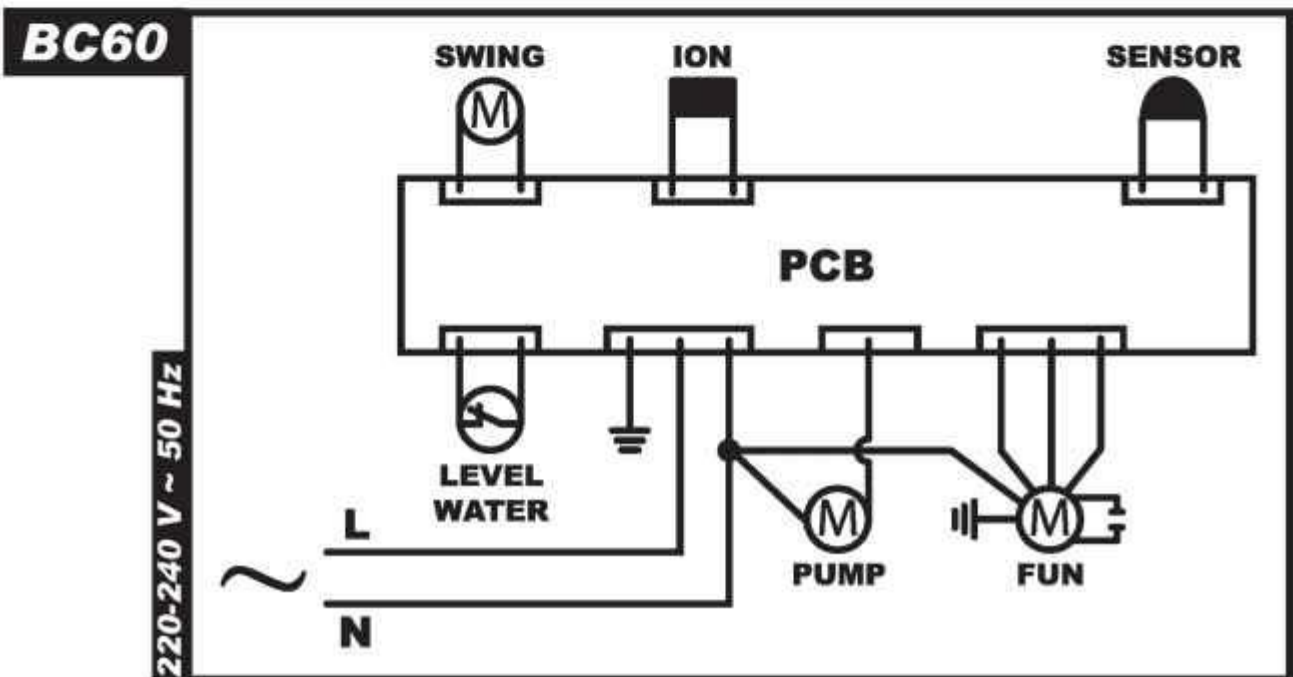 BC60
220-240 V ~ 50 Hz
SWING
M
ION
SENSOR
PCB
LEVEL
WATER
L
N
M
PUMP
M
FUN